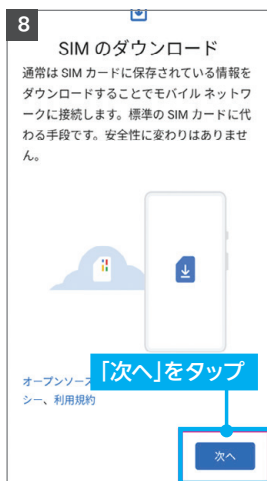 8
SIM のダウンロード
通常は SIM カードに保存されている情報を
ダウンロードすることでモバイル ネットワ
ークに接続します。標準の SIM カードに代
わる手段です。安全性に変わりはありませ
ん。
「次へ」をタップ
オープンソース
シー、利用規約
次へ